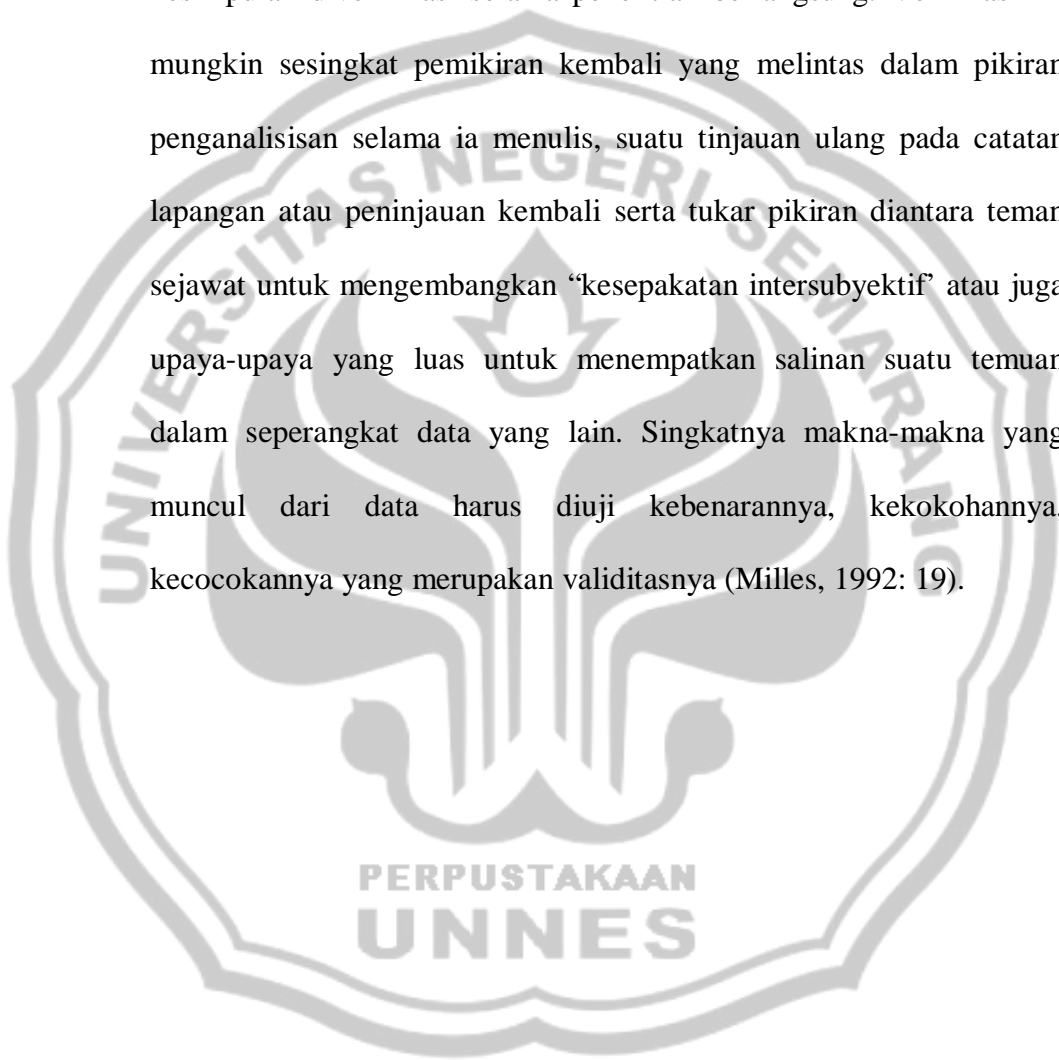 mungkin sesingkat pemikiran kembali yang melintas dalam pikiran
penganalisisan selama ia menulis, suatu tinjauan ulang pada catatan
lapangan atau peninjauan kembali serta tukar pikiran diantara teman
sejawat untuk mengembangkan “kesepakatan intersubyektif’ atau juga
upaya-upaya yang luas untuk menempatkan salinan suatu temuan
dalam seperangkat data yang lain. Singkatnya makna-makna yang
muncul dari data harus diuji kebenarannya, kekokohannya,
kecocokannya yang merupakan validitasnya (Milles, 1992: 19).
UNIVERSITAS NEGERI SEMARANG
PERPUSTAKAAN
UNNES